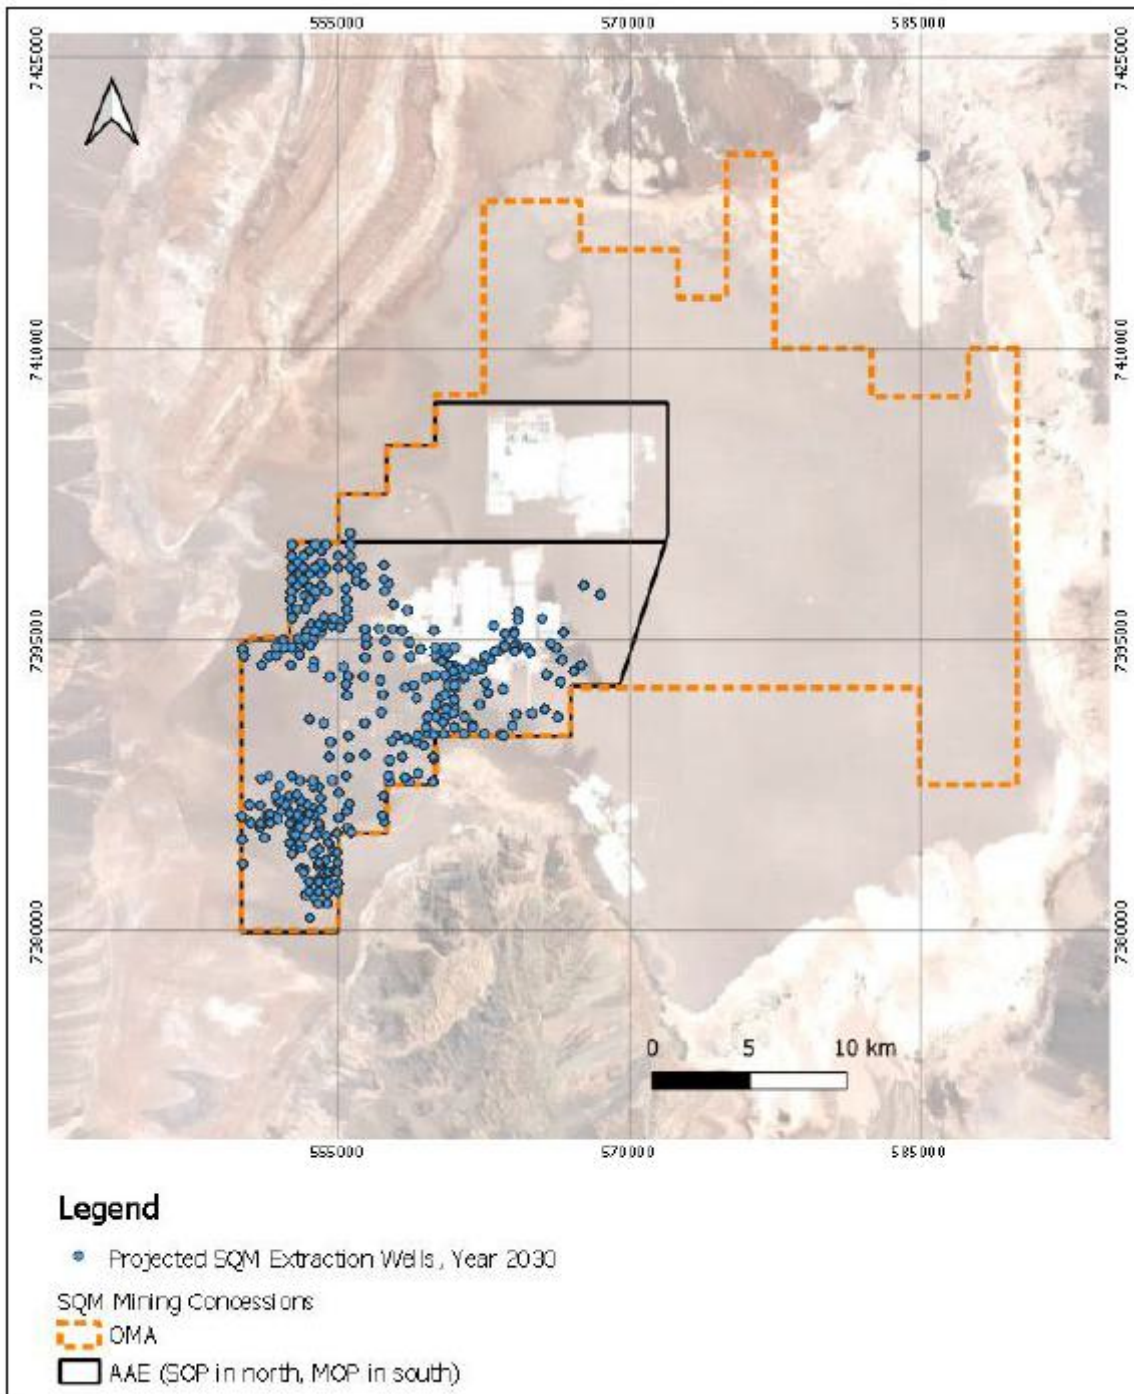 555000 570000 585000
7425000 7425000
7410000 7410000
7395000 7395000
7380000 7380000
0 5 10 km
555000 570000 585000
Legend
Projected SQM Extraction Wells, Year 2030
SQM Mining Concessions
OMA
AAE (SOP in north, MOP in south)